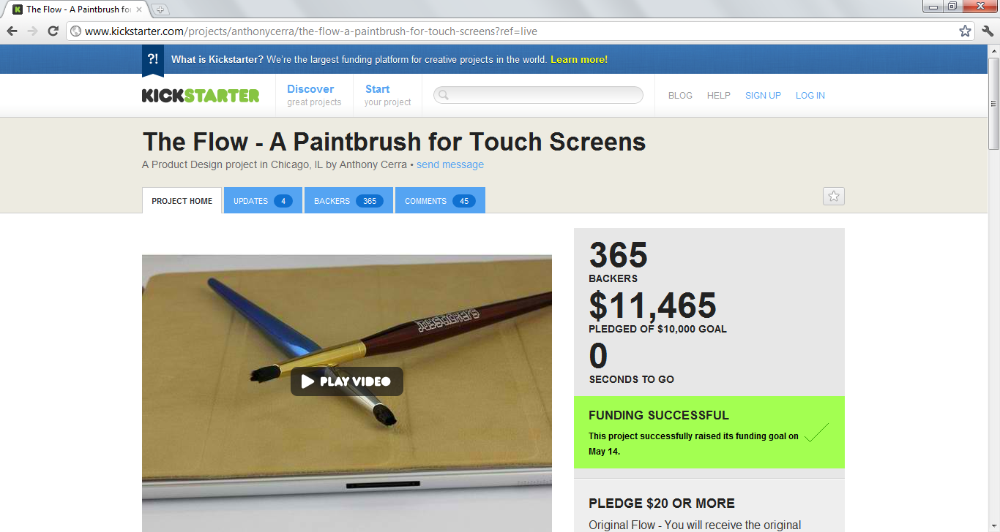 The Flow - A Paintbrush fo
www.kickstarter.com/projects/anthonycerra/the-flow-a-paintbrush-for-touch-screens?ref=live
?! What is Kickstarter? We're the largest funding platform for creative projects in the world. Learn more!
KICKSTARTER
Discover
great projects
Start
your project
BLOG HELP SIGN UP LOG IN
The Flow - A Paintbrush for Touch Screens
A Product Design project in Chicago, IL by Anthony Cerra • send message
PROJECT HOME UPDATES 4 BACKERS 365 COMMENTS 45
PLAY VIDEO
365
BACKERS
$11,465
PLEDGED OF $10,000 GOAL
0
SECONDS TO GO
FUNDING SUCCESSFUL
This project successfully raised its funding goal on
May 14.
PLEDGE $20 OR MORE
Original Flow - You will receive the original